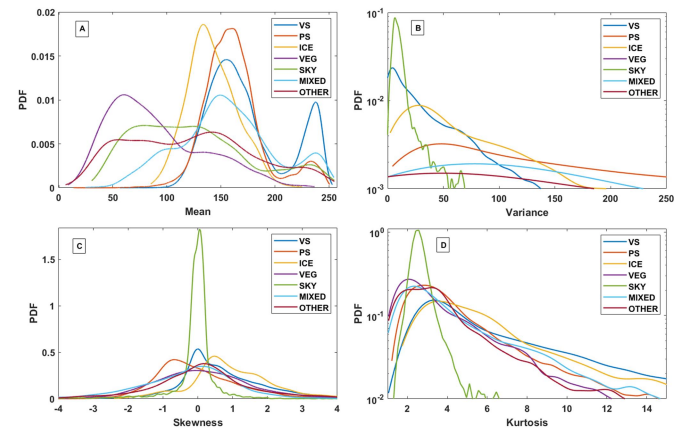 A
VS
PS
ICE
VEG
SKY
MIXED
OTHER
0.02
0.015
0.01
0.005
0
PDF
0 50 100 150 200 250
Mean
B
VS
PS
ICE
VEG
SKY
MIXED
OTHER
10-1
10-2
10-3
PDF
0 50 100 150 200 250
Variance
C
VS
PS
ICE
VEG
SKY
MIXED
OTHER
1.5
1
0.5
0
PDF
-4 -3 -2 -1 0 1 2 3 4
Skewness
D
VS
PS
ICE
VEG
SKY
MIXED
OTHER
100
10-1
10-2
PDF
2 4 6 8 10 12 14
Kurtosis